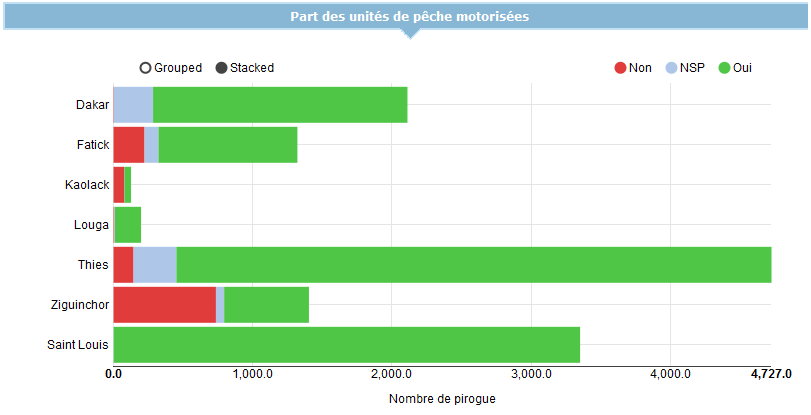 Part des unités de pêche motorisées
Grouped Stacked Non NSP Oui
Dakar
Fatick
Kaolack
Louga
Thies
Ziguinchor
Saint Louis
0.0 1,000.0 2,000.0 3,000.0 4,000.0 4,727.0
Nombre de pirogue